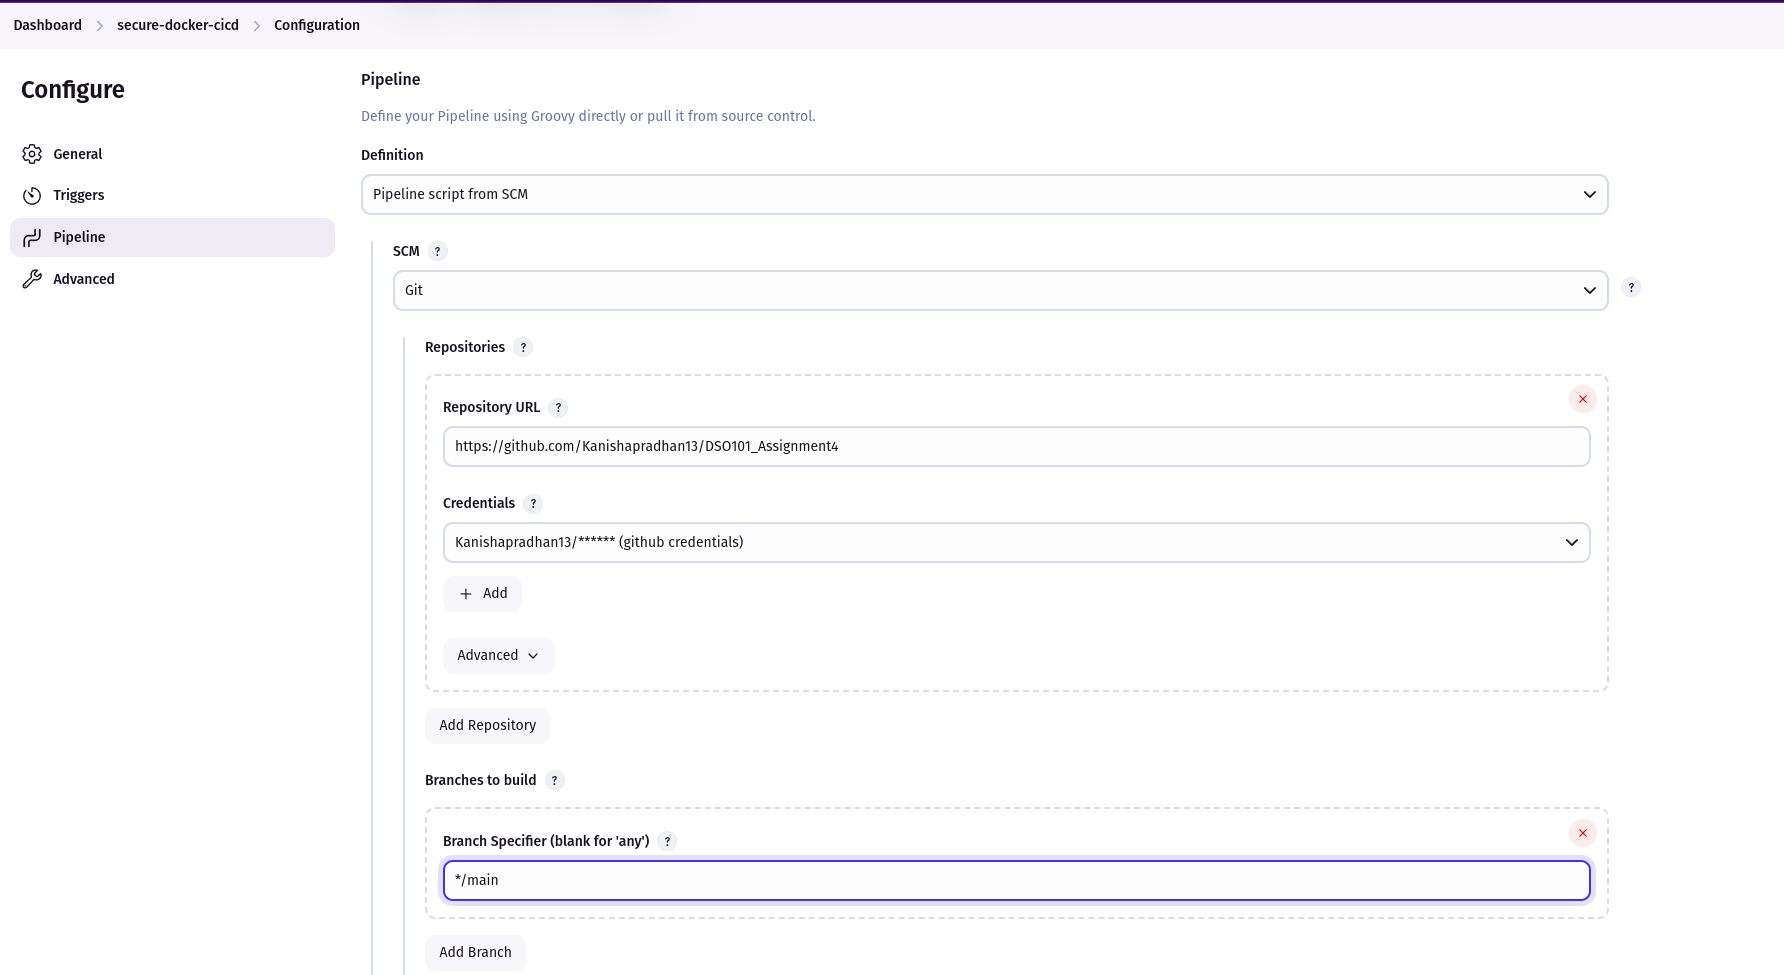 Dashboard > secure-docker-cicd > Configuration
Configure
General
Triggers
Pipeline
Advanced
Pipeline
Define your Pipeline using Groovy directly or pull it from source control.
Definition
Pipeline script from SCM
SCM ?
Git
?
Repositories ?
Repository URL ?
https://github.com/Kanishapradhan13/DSO101_Assignment4
Credentials ?
Kanishapradhan13/****** (github credentials)
+ Add
Advanced
Add Repository
Branches to build ?
Branch Specifier (blank for 'any') ?
*/main
Add Branch